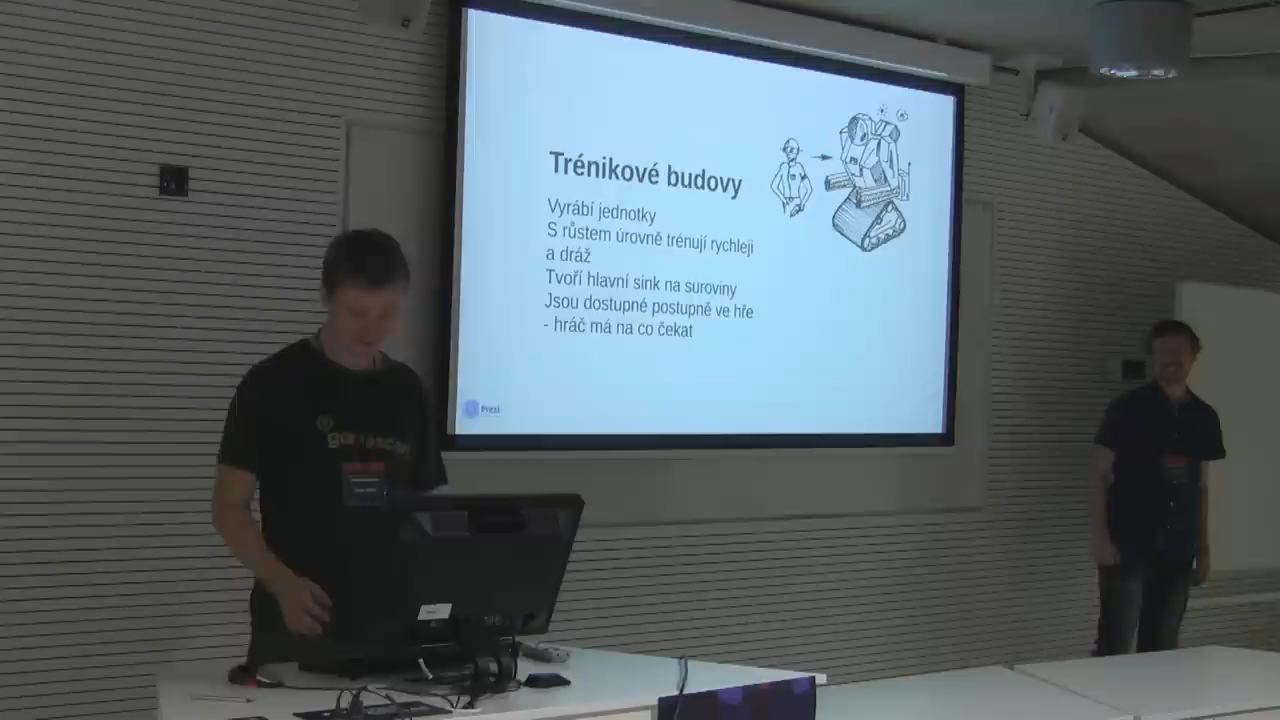 Trénikové budovy
Vyrábí jednotky
S růstem úrovně trénují rychleji
a dráž
Tvoří hlavní sink na suroviny
Jsou dostupné postupně ve hře
- hráč má na co čekat
Prezi